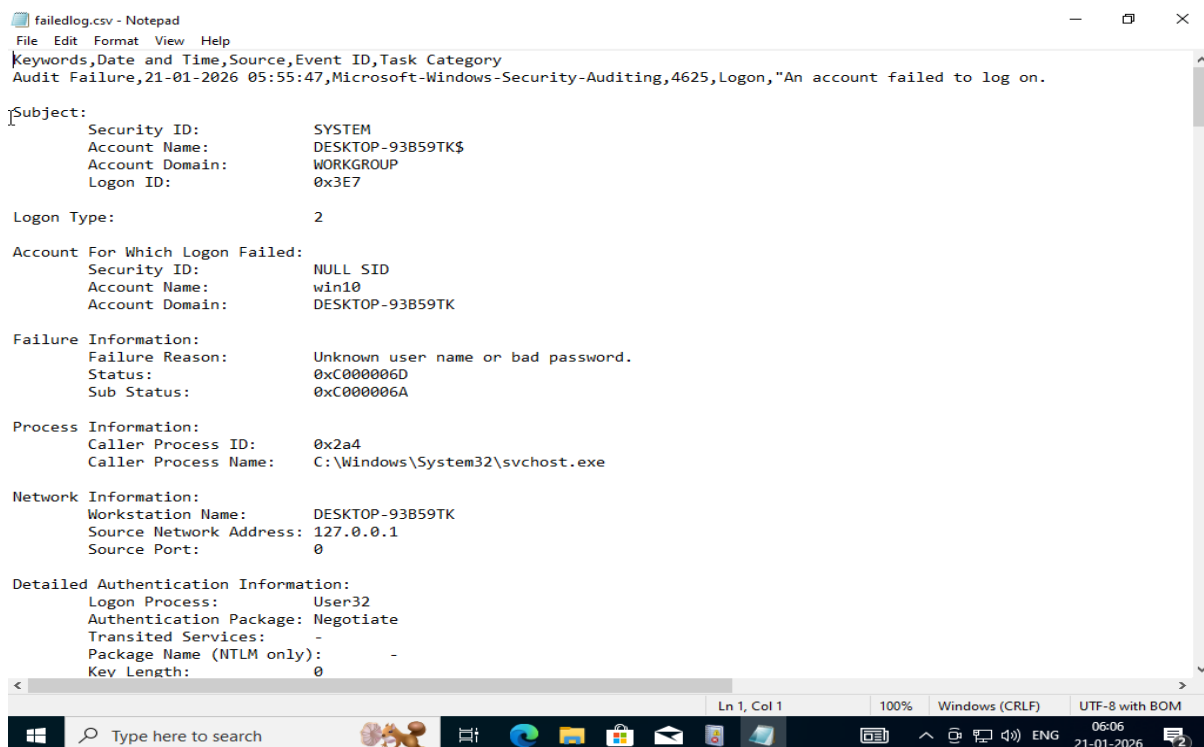 failedlog.csv - Notepad
File Edit Format View Help
Keywords,Date and Time,Source,Event ID,Task Category
Audit Failure,21-01-2026 05:55:47,Microsoft-Windows-Security-Auditing,4625,Logon,"An account failed to log on.
Subject:
Security ID: SYSTEM
Account Name: DESKTOP-93B59TK$
Account Domain: WORKGROUP
Logon ID: 0x3E7
Logon Type: 2
Account For Which Logon Failed:
Security ID: NULL SID
Account Name: win10
Account Domain: DESKTOP-93B59TK
Failure Information:
Failure Reason: Unknown user name or bad password.
Status: 0xC000006D
Sub Status: 0xC000006A
Process Information:
Caller Process ID: 0x2a4
Caller Process Name: C:\Windows\System32\svchost.exe
Network Information:
Workstation Name: DESKTOP-93B59TK
Source Network Address: 127.0.0.1
Source Port: 0
Detailed Authentication Information:
Logon Process: User32
Authentication Package: Negotiate
Transited Services: -
Package Name (NTLM only): -
Key Length: 0
Ln 1, Col 1 100% Windows (CRLF) UTF-8 with BOM
Type here to search ENG 06:06
21-01-2026 2